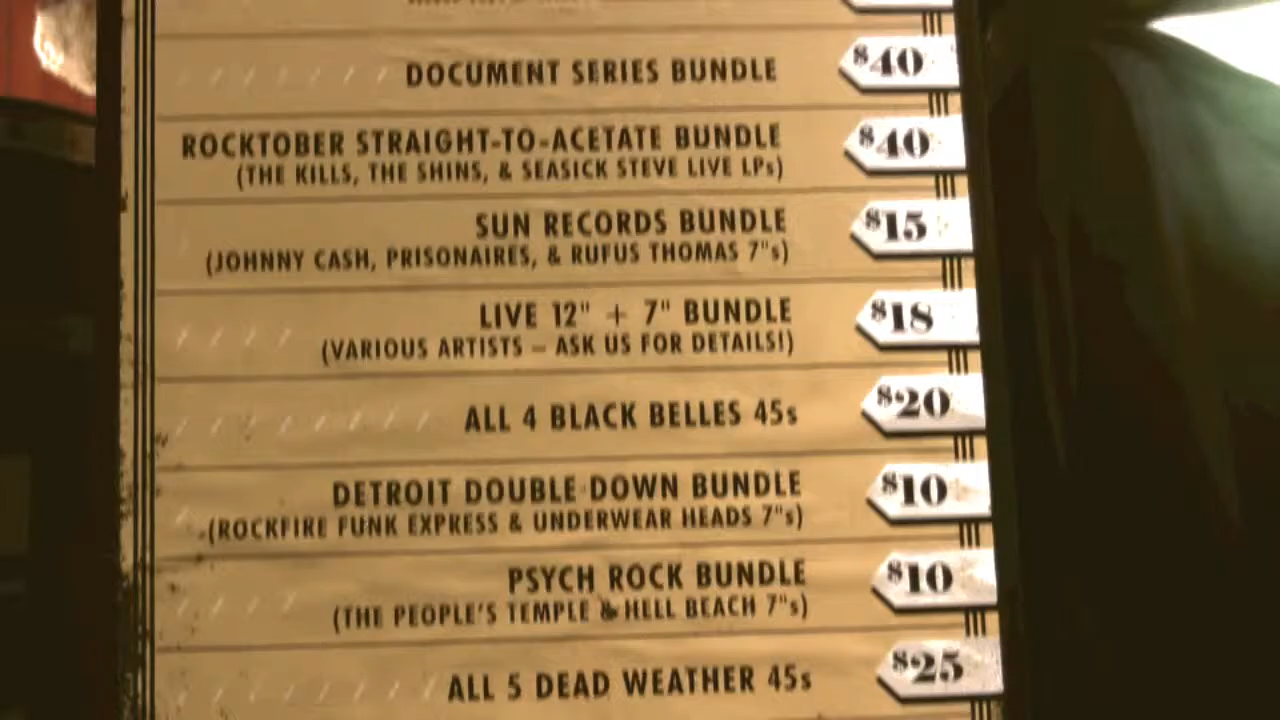 DOCUMENT SERIES BUNDLE $40
ROCKTOBER STRAIGHT-TO-ACETATE BUNDLE $40
(THE KILLS, THE SHINS, & SEASICK STEVE LIVE LPs)
SUN RECORDS BUNDLE $15
(JOHNNY CASH, PRISONAIRES, & RUFUS THOMAS 7"s)
LIVE 12" + 7" BUNDLE $18
(VARIOUS ARTISTS – ASK US FOR DETAILS!)
ALL 4 BLACK BELLES 45s $20
DETROIT DOUBLE DOWN BUNDLE $10
(ROCKFIRE FUNK EXPRESS & UNDERWEAR HEADS 7"s)
PSYCH ROCK BUNDLE $10
(THE PEOPLE'S TEMPLE & HELL BEACH 7"s)
ALL 5 DEAD WEATHER 45s $25